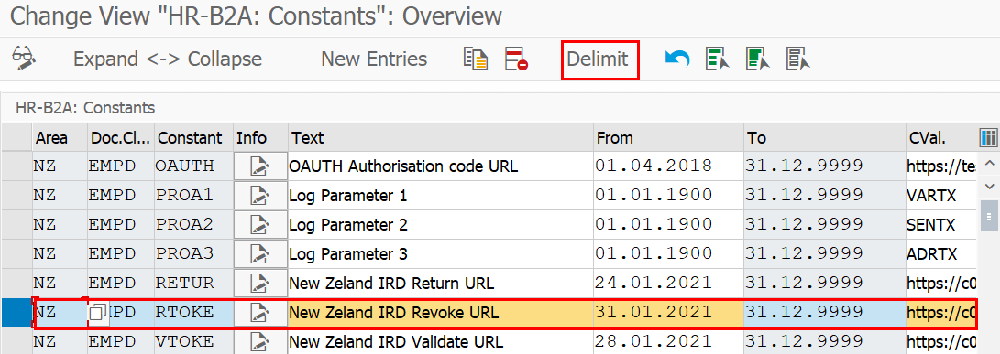 Change View "HR-B2A: Constants": Overview
Expand <-> Collapse New Entries Delimit
HR-B2A: Constants
Area Doc.Cl... Constant Info Text From To CVal.
NZ EMPD OAUTH OAUTH Authorisation code URL 01.04.2018 31.12.9999 https://te
NZ EMPD PROA1 Log Parameter 1 01.01.1900 31.12.9999 VARTX
NZ EMPD PROA2 Log Parameter 2 01.01.1900 31.12.9999 SENTX
NZ EMPD PROA3 Log Parameter 3 01.01.1900 31.12.9999 ADRTX
NZ EMPD RETUR New Zeland IRD Return URL 24.01.2021 31.12.9999 https://c0
NZ IPD RTOKE New Zeland IRD Revoke URL 31.01.2021 31.12.9999 https://c0
NZ EMPD VTOKE New Zeland IRD Validate URL 28.01.2021 31.12.9999 https://c0